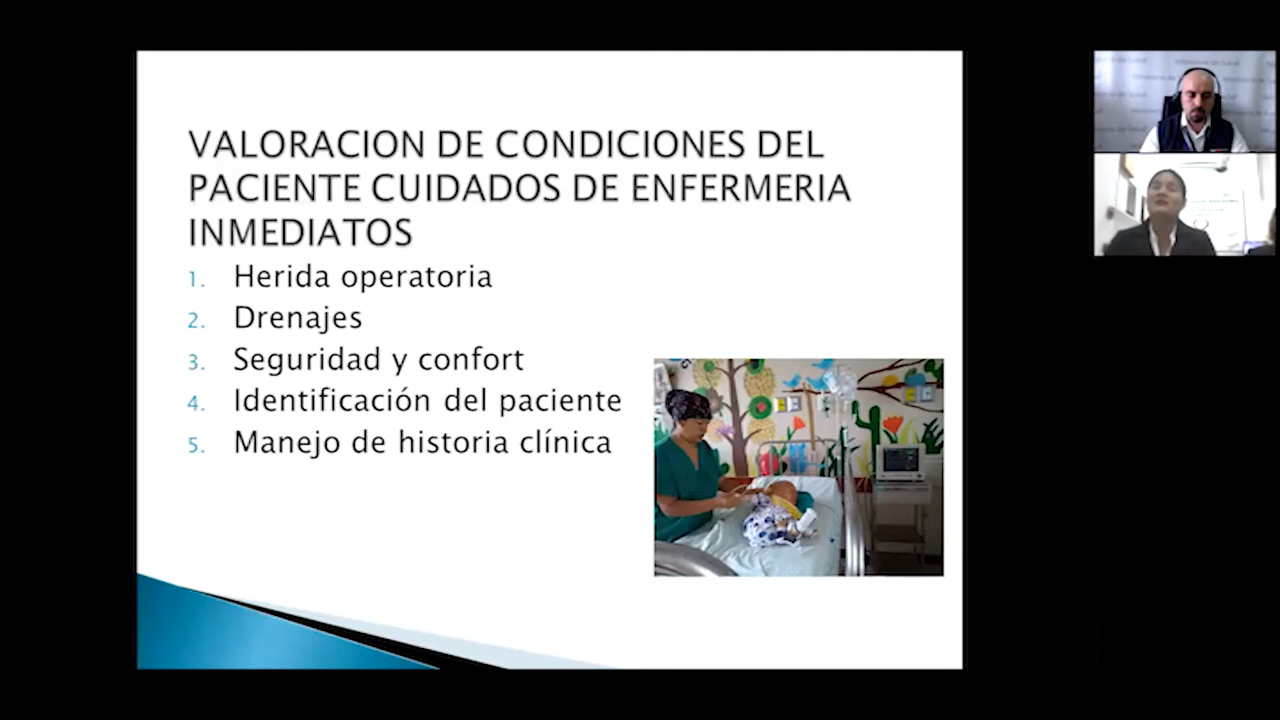 VALORACION DE CONDICIONES DEL
PACIENTE CUIDADOS DE ENFERMERIA
INMEDIATOS
1. Herida operatoria
2. Drenajes
3. Seguridad y confort
4. Identificación del paciente
5. Manejo de historia clínica